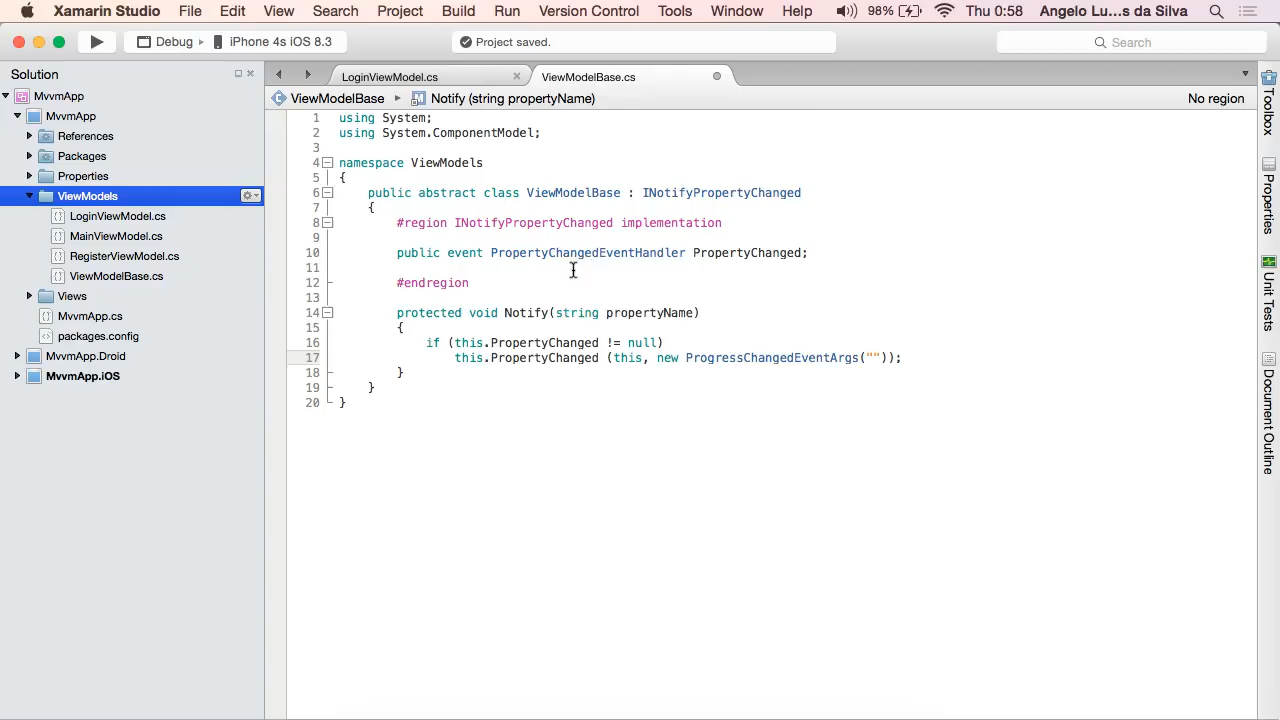 Xamarin Studio File Edit View Search Project Build Run Version Control Tools Window Help 98% Thu 0:58 Angelo Lu...s da Silva
Debug iPhone 4s iOS 8.3 Project saved. Search
Solution
LoginViewModel.cs ViewModelBase.cs
ViewModelBase Notify (string propertyName) No region
MvvmApp
MvvmApp
References
Packages
Properties
ViewModels
LoginViewModel.cs
MainViewModel.cs
RegisterViewModel.cs
ViewModelBase.cs
Views
MvvmApp.cs
packages.config
MvvmApp.Droid
MvvmApp.iOS
1 using System;
2 using System.ComponentModel;
3
4 namespace ViewModels
5 {
6 public abstract class ViewModelBase : INotifyPropertyChanged
7 {
8 #region INotifyPropertyChanged implementation
9
10 public event PropertyChangedEventHandler PropertyChanged;
11
12 #endregion
13
14 protected void Notify(string propertyName)
15 {
16 if (this.PropertyChanged != null)
17 this.PropertyChanged (this, new ProgressChangedEventArgs(""));
18 }
19 }
20 }
Toolbox
Properties
Unit Tests
Document Outline